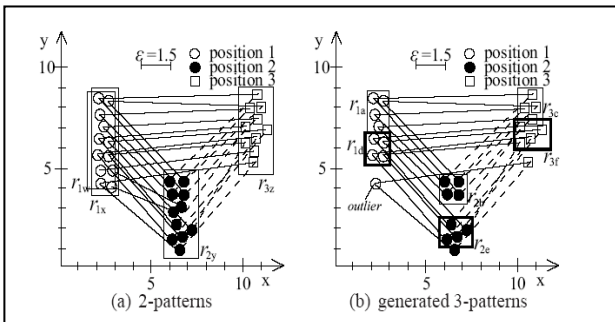 y
ε=1.5
position 1
position 2
position 3
10
5
r1w
r1x
r3z
r2y
5
10
x
(a) 2-patterns
y
ε=1.5
position 1
position 2
position 3
10
5
r1a
r3c
r1d
r3f
outlier
r2b
r2e
5
10
x
(b) generated 3-patterns